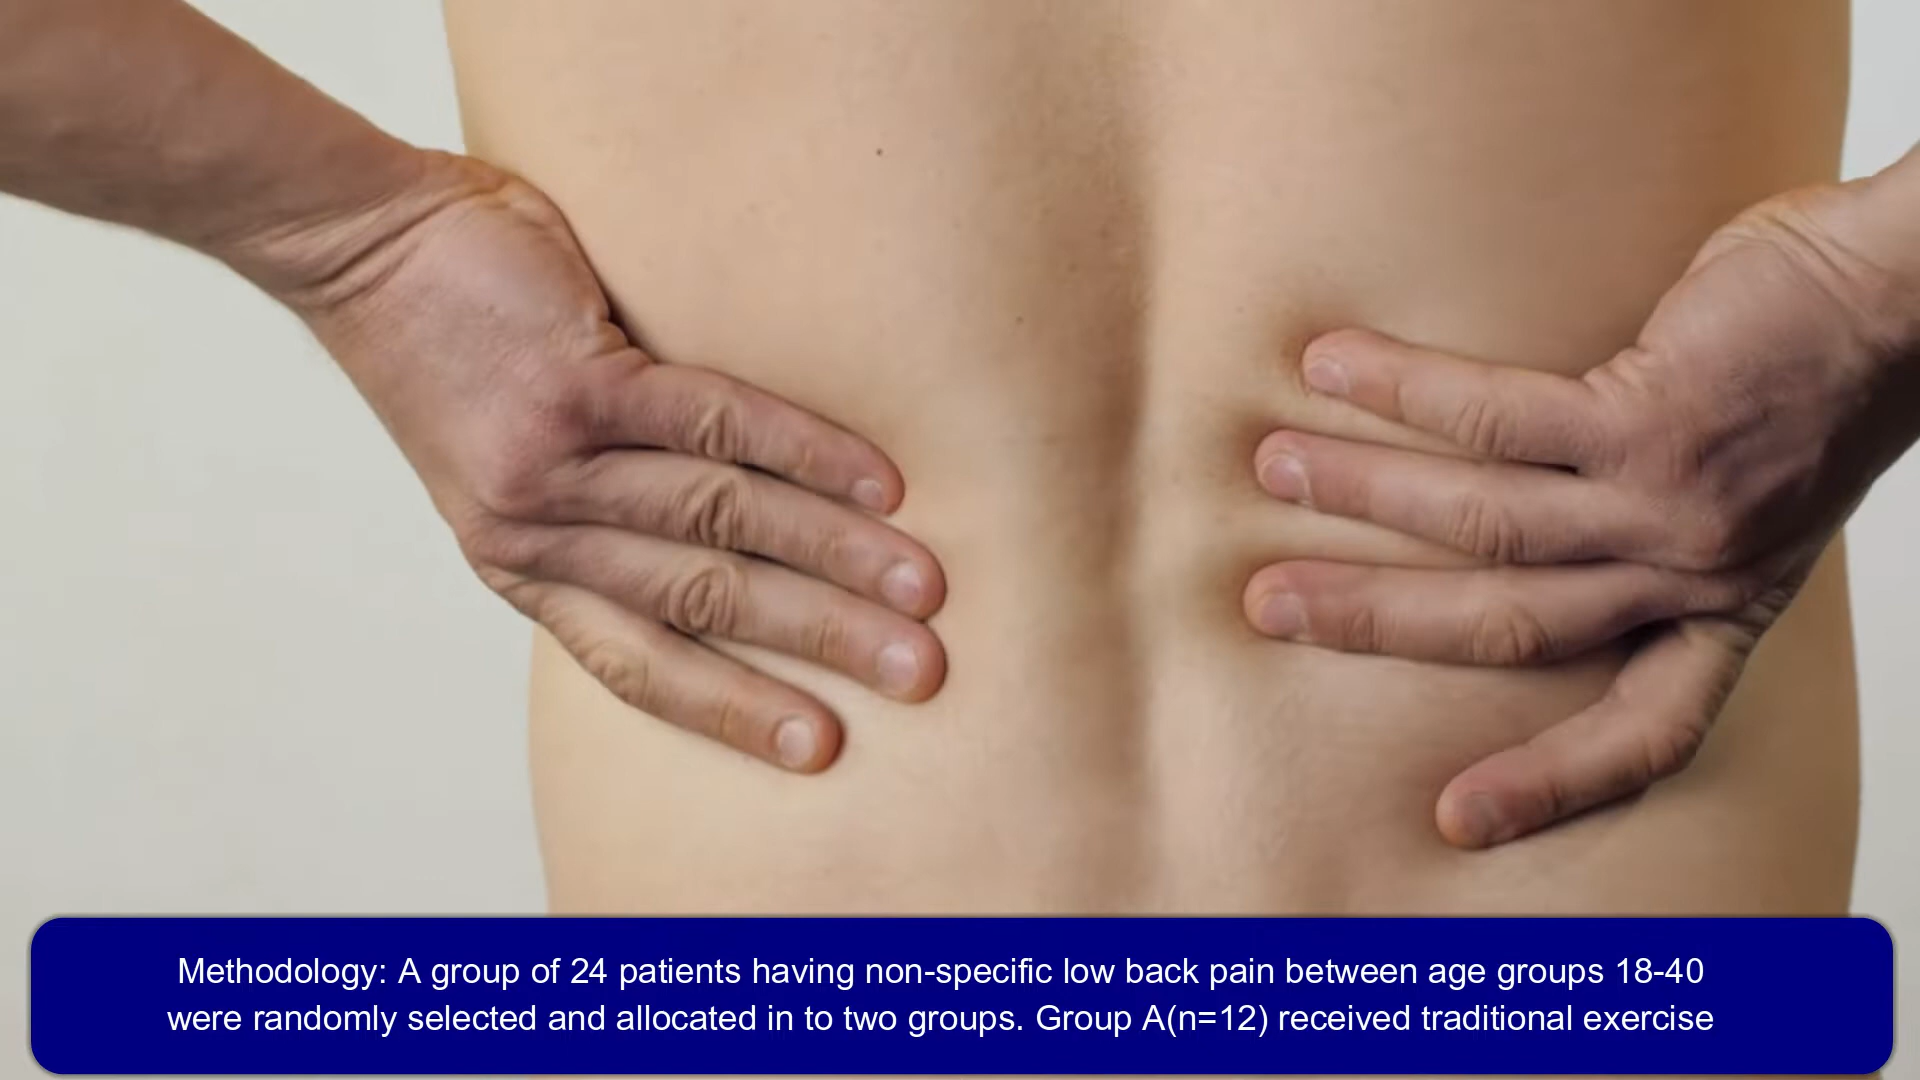 Methodology: A group of 24 patients having non-specific low back pain between age groups 18-40
were randomly selected and allocated in to two groups. Group A(n=12) received traditional exercise